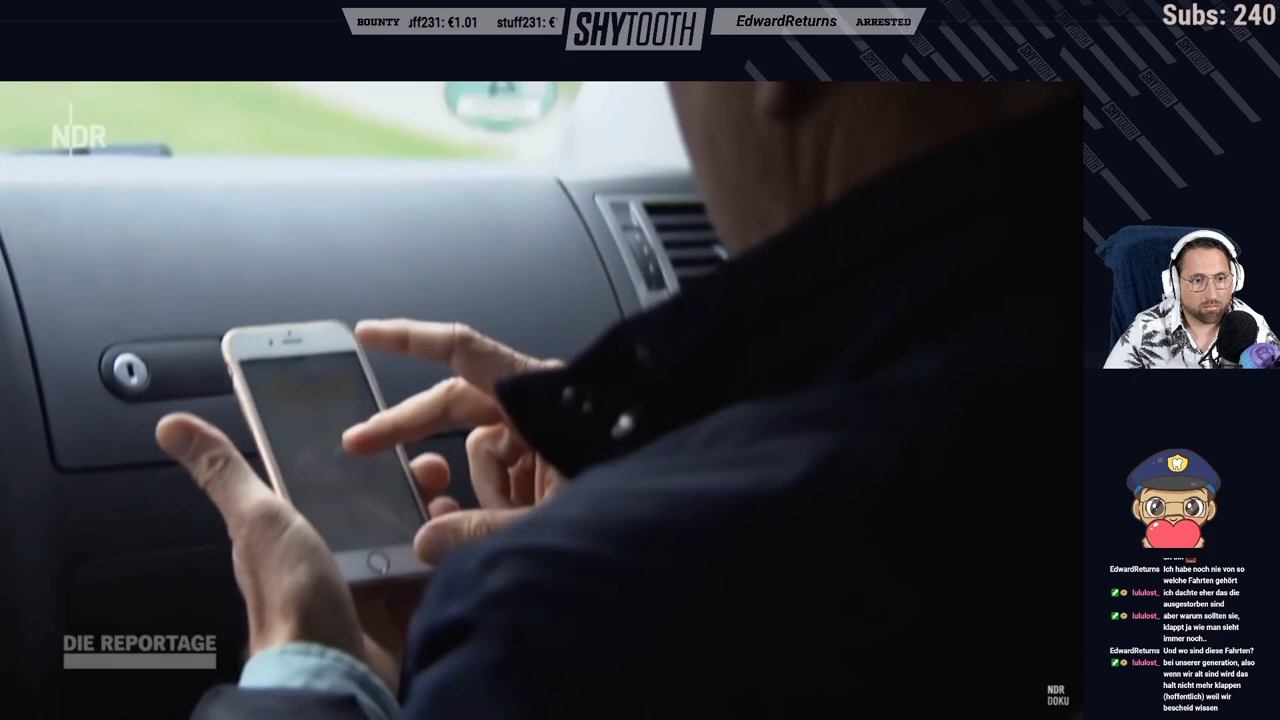 BOUNTY
ff231: €1.01 stuff231: €
SHYTOOTH
EdwardReturns ARRESTED
Subs: 240
NDR
DIE REPORTAGE
NDR
DOKU
EdwardReturns Ich habe noch nie von so
welche Fahrten gehört
lululost_ ich dachte eher das die
ausgestorben sind
lululost_ aber warum sollten sie,
klappt ja wie man sieht
immer noch..
EdwardReturns Und wo sind diese Fahrten?
lululost_ bei unserer generation, also
wenn wir alt sind wird das
halt nicht mehr klappen
(hoffentlich) weil wir
bescheid wissen